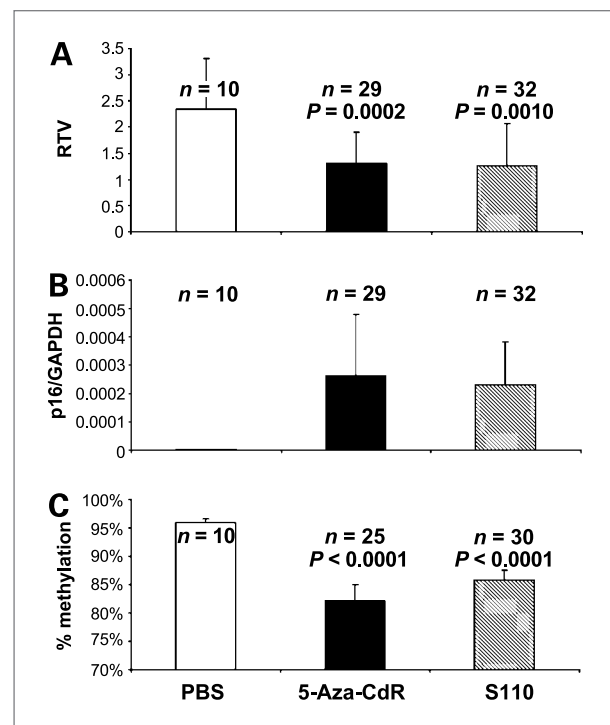 A
3.5
3
2.5
2
1.5
1
0.5
0
RTV
n = 10
n = 29
P = 0.0002
n = 32
P = 0.0010
B
0.0006
0.0005
0.0004
0.0003
0.0002
0.0001
0
p16/GAPDH
n = 10
n = 29
n = 32
C
100%
95%
90%
85%
80%
75%
70%
% methylation
n = 10
n = 25
P < 0.0001
n = 30
P < 0.0001
PBS
5-Aza-CdR
S110